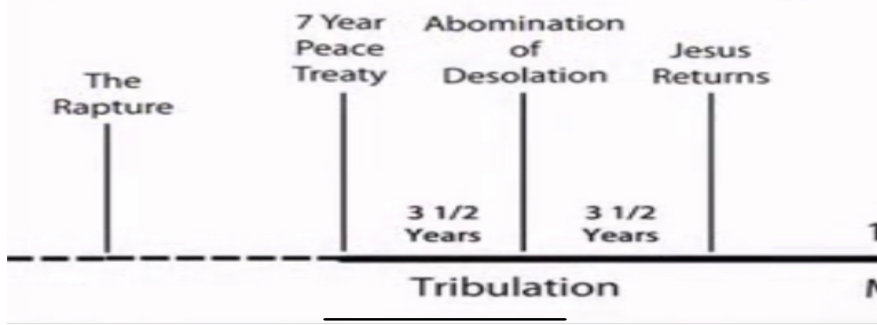 The
Rapture
7 Year
Peace
Treaty
Abomination
of
Desolation
Jesus
Returns
3 1/2
Years
3 1/2
Years
Tribulation